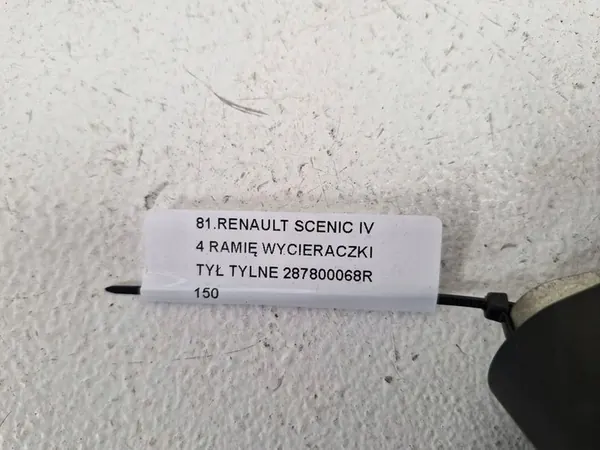 81.RENAULT SCENIC IV
4 RAMIĘ WYCIERACZKI
TYŁ TYLNE 287800068R
150